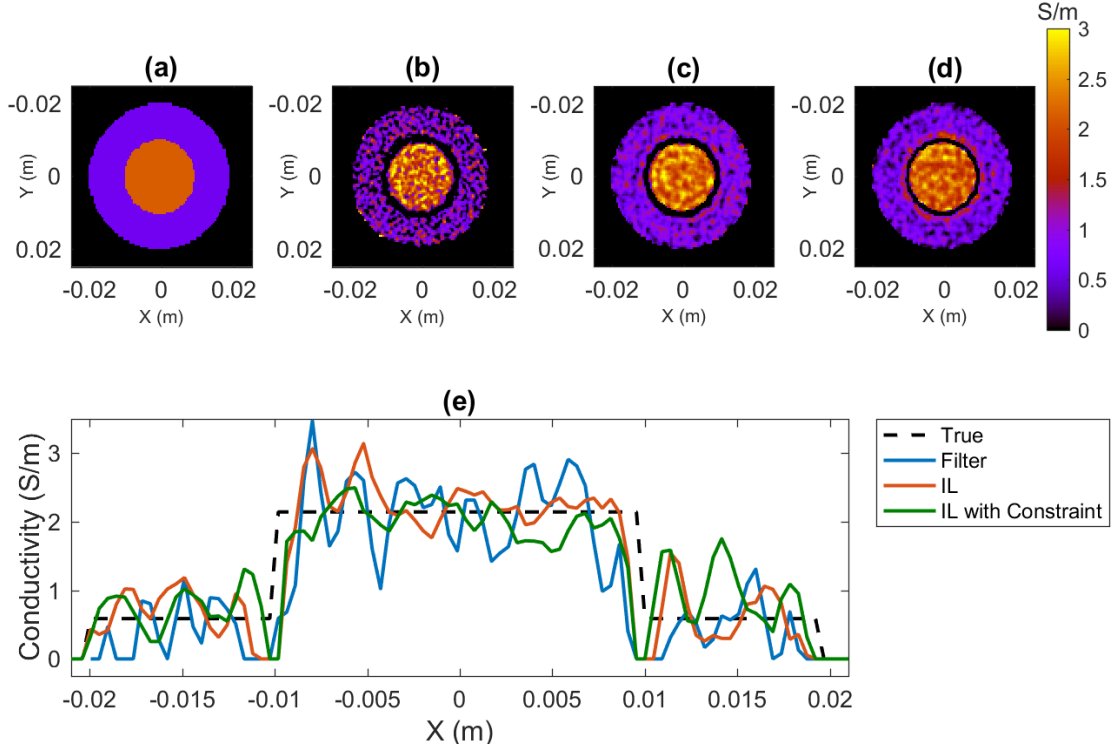 S/m
(a) (b) (c) (d)
3
2.5
2
1.5
1
0.5
0
-0.02 -0.02 -0.02 -0.02
Y (m) Y (m) Y (m) Y (m)
0 0 0 0
0.02 0.02 0.02 0.02
-0.02 0 0.02 -0.02 0 0.02 -0.02 0 0.02 -0.02 0 0.02
X (m) X (m) X (m) X (m)
(e)
Conductivity (S/m)
3
2
1
0
-0.02 -0.015 -0.01 -0.005 0 0.005 0.01 0.015 0.02
X (m)
True
Filter
IL
IL with Constraint